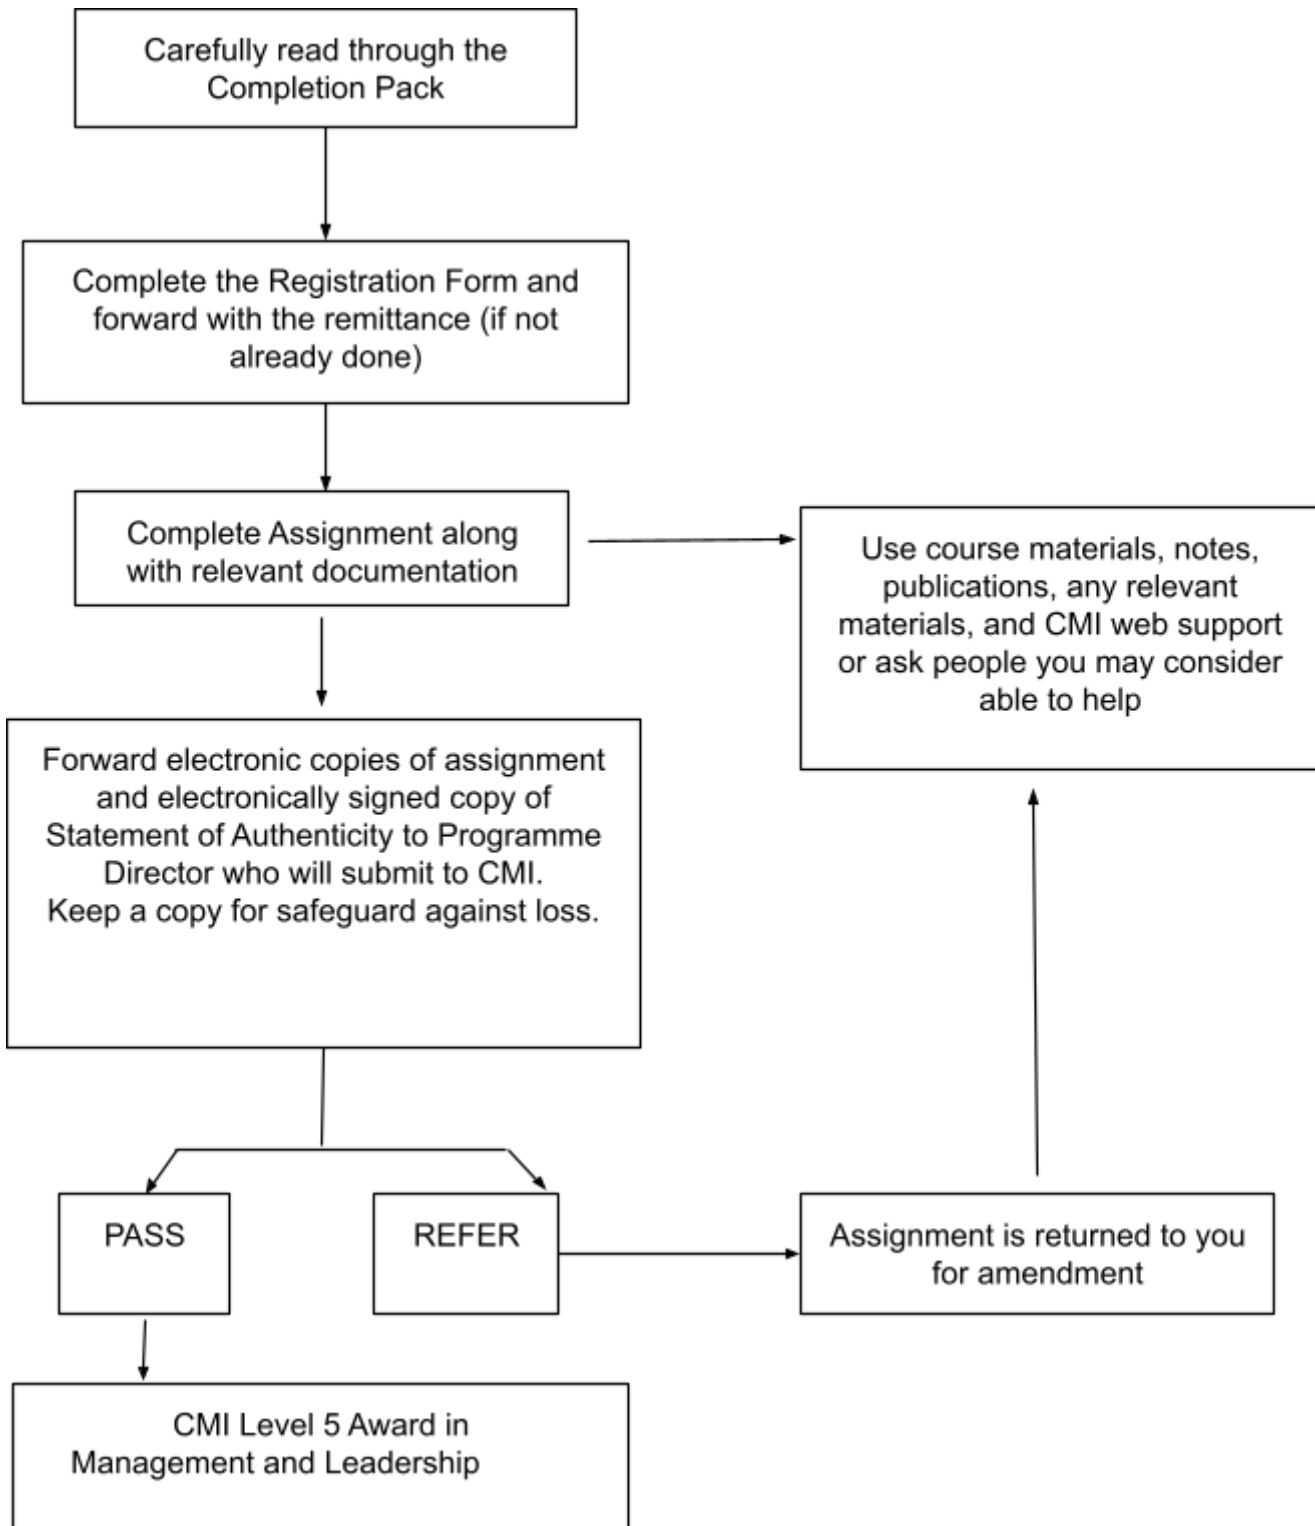 Carefully read through the
Completion Pack
Complete the Registration Form and
forward with the remittance (if not
already done)
Complete Assignment along
with relevant documentation
Use course materials, notes,
publications, any relevant
materials, and CMI web support
or ask people you may consider
able to help
Forward electronic copies of assignment
and electronically signed copy of
Statement of Authenticity to Programme
Director who will submit to CMI.
Keep a copy for safeguard against loss.
PASS
REFER
Assignment is returned to you
for amendment
CMI Level 5 Award in
Management and Leadership